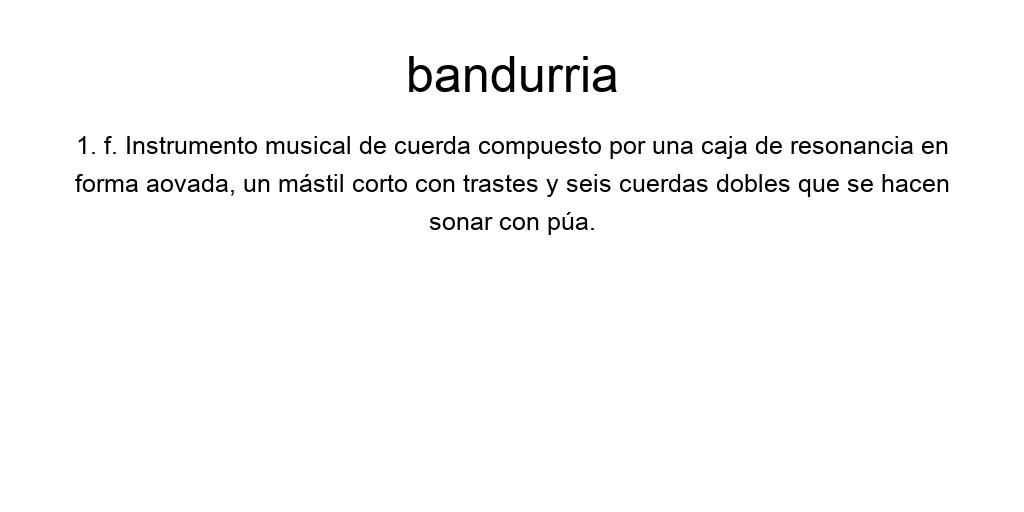 bandurria
1. f. Instrumento musical de cuerda compuesto por una caja de resonancia en
forma aovada, un mástil corto con trastes y seis cuerdas dobles que se hacen
sonar con púa.